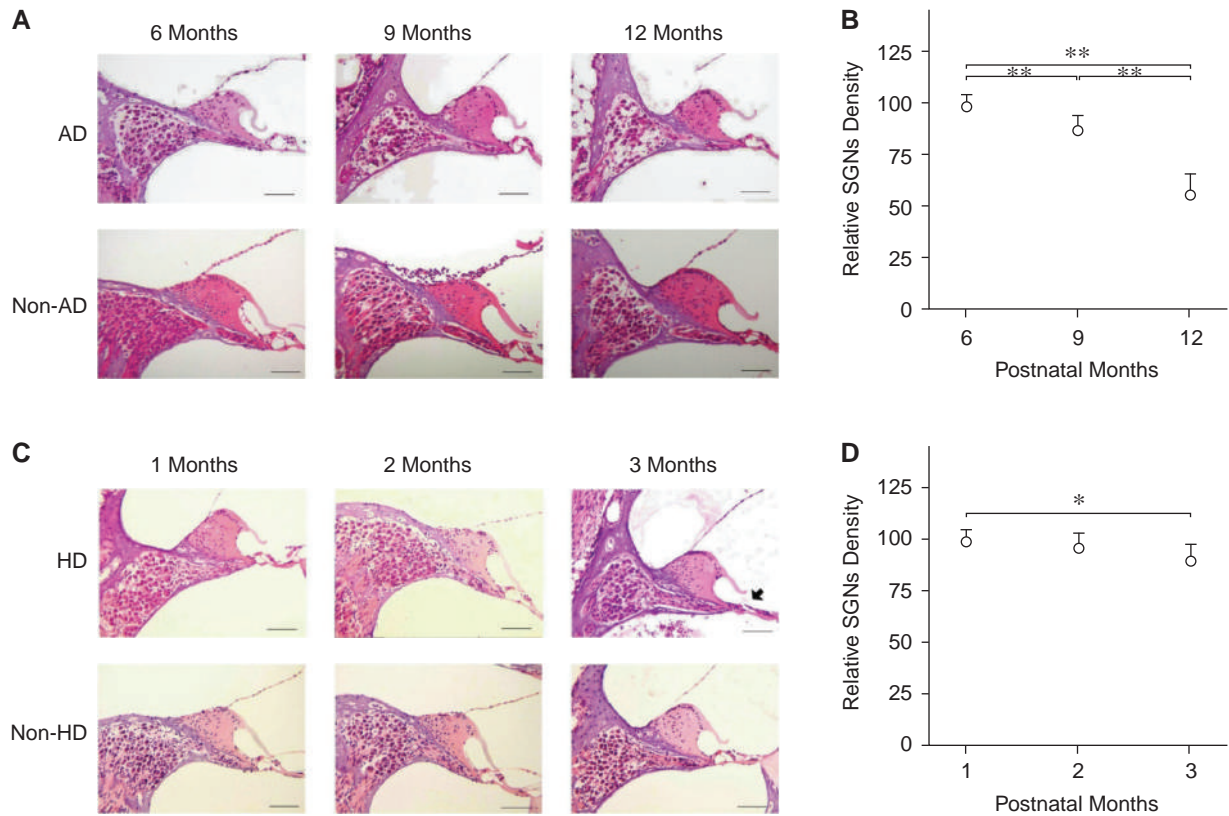 A
6 Months
9 Months
12 Months
AD
Non-AD
B
Relative SGNs Density
125
100
75
50
25
0
**
**
**
6
9
12
Postnatal Months
C
1 Months
2 Months
3 Months
HD
Non-HD
D
Relative SGNs Density
125
100
75
50
25
0
*
1
2
3
Postnatal Months